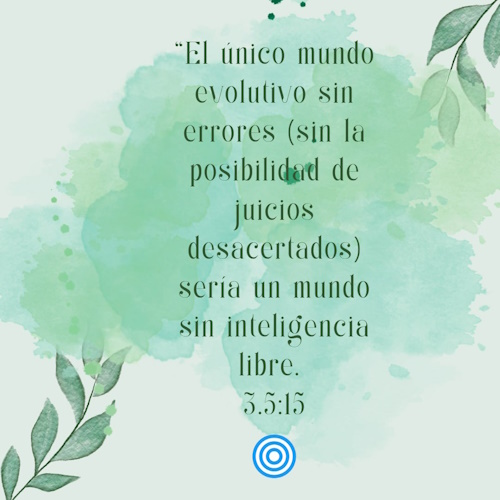 “El único mundo
evolutivo sin
errores (sin la
posibilidad de
juicios
desacertados)
sería un mundo
sin inteligencia
libre.
3.5:15